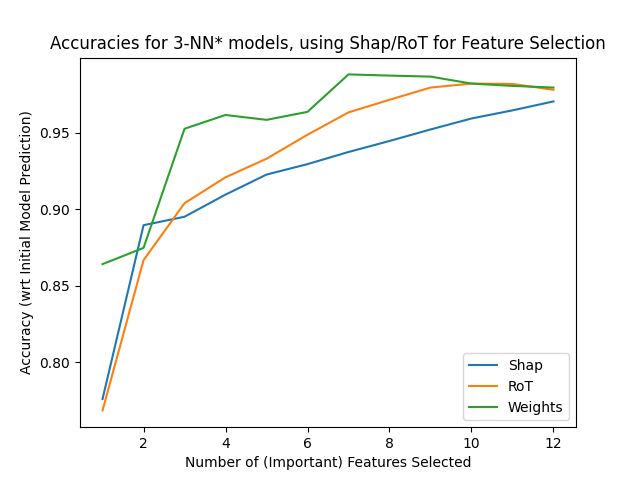 Accuracies for 3-NN* models, using Shap/RoT for Feature Selection
Accuracy (wrt Initial Model Prediction)
0.95
0.90
0.85
0.80
2
4
6
8
10
12
Number of (Important) Features Selected
Shap
RoT
Weights